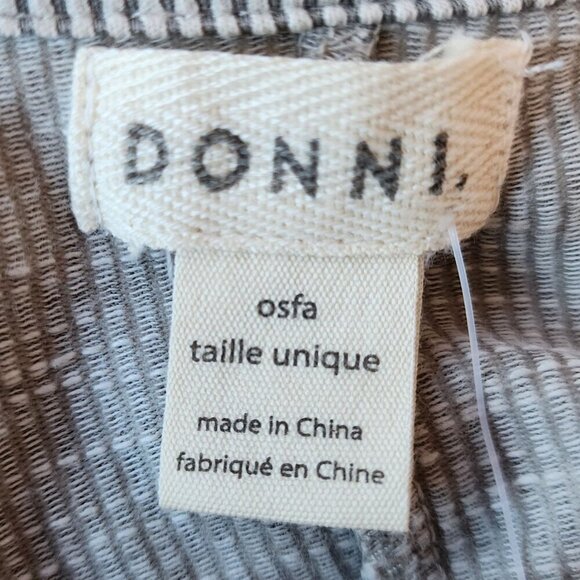 DONNI.
osfa
taille unique
made in China
fabriqué en Chine